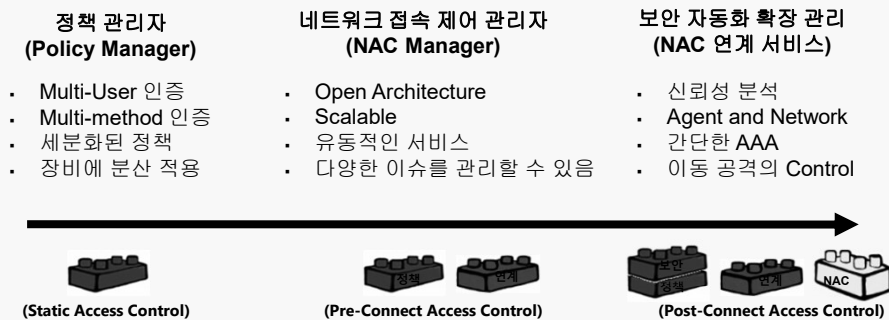 정책 관리자
(Policy Manager)
▪ Multi-User 인증
▪ Multi-method 인증
▪ 세분화된 정책
▪ 장비에 분산 적용
네트워크 접속 제어 관리자
(NAC Manager)
▪ Open Architecture
▪ Scalable
▪ 유동적인 서비스
▪ 다양한 이슈를 관리할 수 있음
보안 자동화 확장 관리
(NAC 연계 서비스)
▪ 신뢰성 분석
▪ Agent and Network
▪ 간단한 AAA
▪ 이동 공격의 Control
(Static Access Control)
정책
연계
(Pre-Connect Access Control)
보안
정책
연계
NAC
(Post-Connect Access Control)